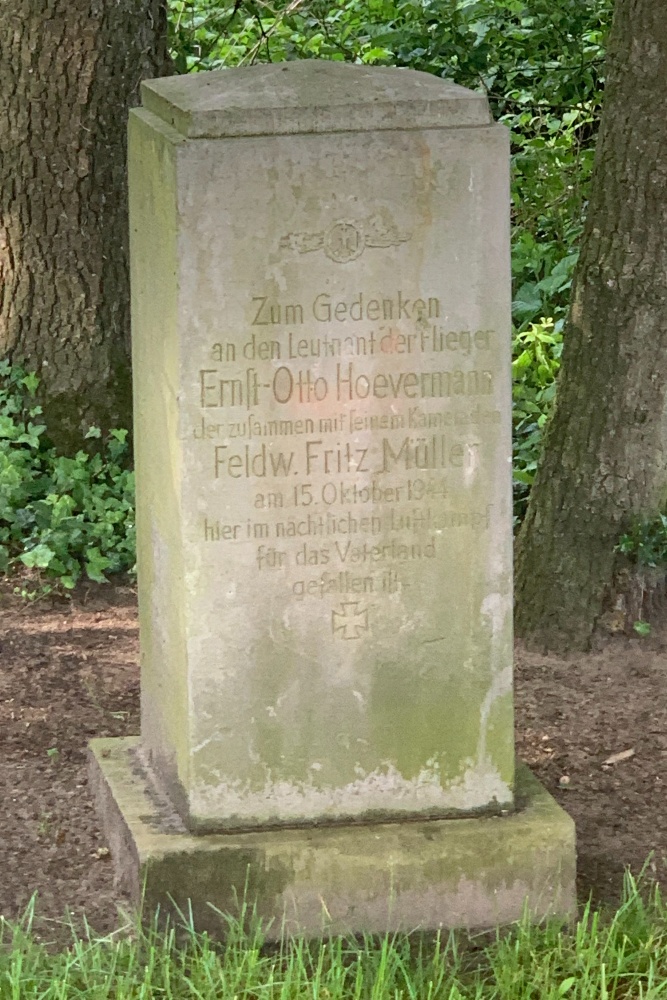 Zum Gedenken
an den Leutnant der Flieger
Ernſt-Otto Hoevermann
der zuſammen mit ſeinem Kameraden
Feldw. Fritz Müller
am 15. Oktober 1944
hier im nächtlichen Luftkampf
für das Vaterland
gefallen iſt.